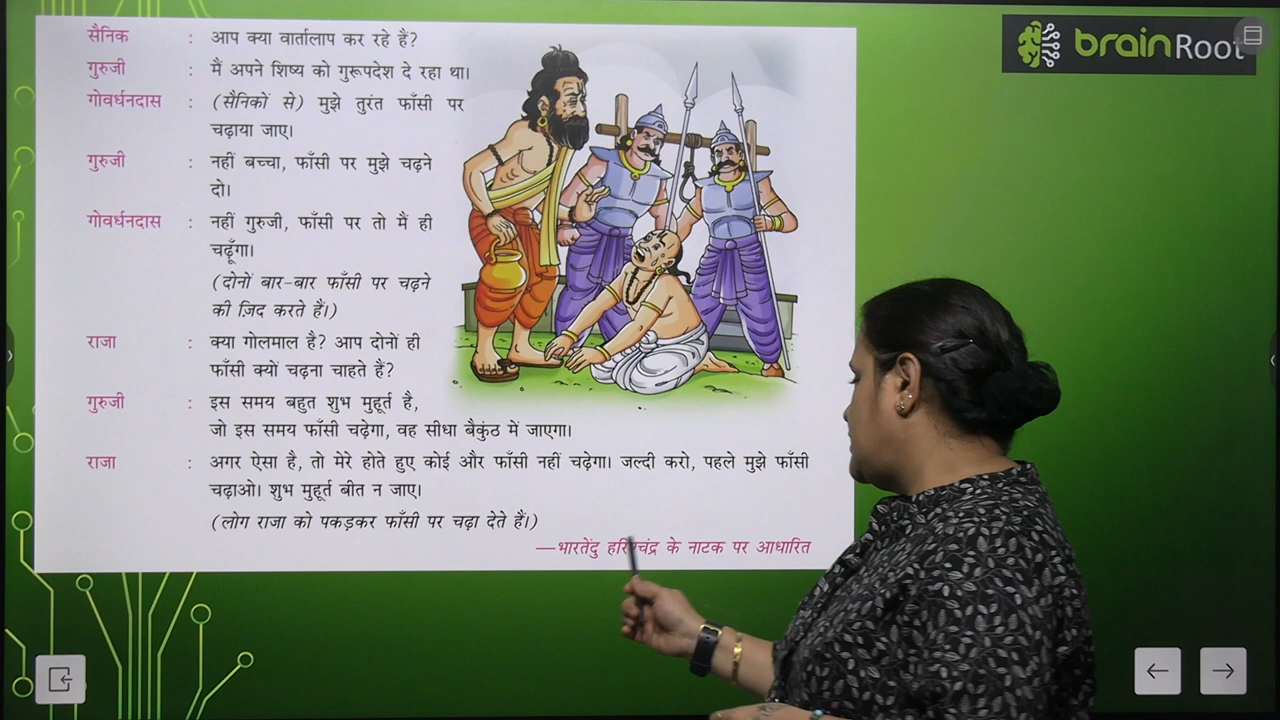 सैनिक : आप क्या वार्तालाप कर रहे हैं?
गुरुजी : मैं अपने शिष्य को गुरूपदेश दे रहा था।
गोवर्धनदास : (सैनिकों से) मुझे तुरंत फाँसी पर
चढ़ाया जाए।
गुरुजी : नहीं बच्चा, फाँसी पर मुझे चढ़ने
दो।
गोवर्धनदास : नहीं गुरुजी, फाँसी पर तो मैं ही
चढ़ूँगा।
(दोनों बार-बार फाँसी पर चढ़ने
की ज़िद करते हैं।)
राजा : क्या गोलमाल है? आप दोनों ही
फाँसी क्यों चढ़ना चाहते हैं?
गुरुजी : इस समय बहुत शुभ मुहूर्त है,
जो इस समय फाँसी चढ़ेगा, वह सीधा बैकुंठ में जाएगा।
राजा : अगर ऐसा है, तो मेरे होते हुए कोई और फाँसी नहीं चढ़ेगा। जल्दी करो, पहले मुझे फाँसी
चढ़ाओ। शुभ मुहूर्त बीत न जाए।
(लोग राजा को पकड़कर फाँसी पर चढ़ा देते हैं।)
—भारतेंदु के नाटक पर आधारित
brainRoot